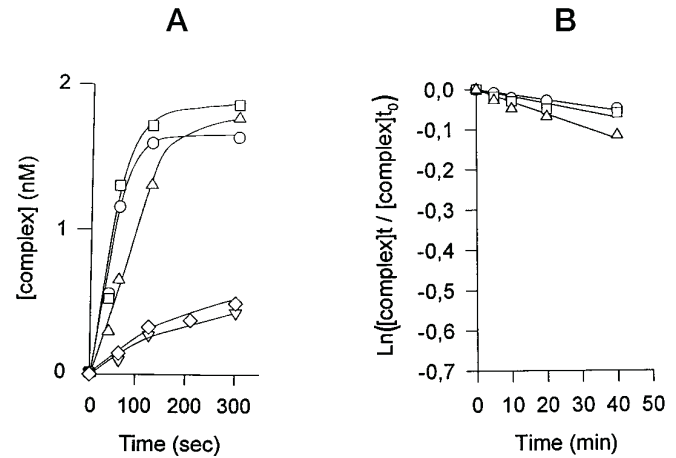 A
B
2
1
0
[complex] (nM)
0 100 200 300
Time (sec)
0,0
-0,1
-0,2
-0,3
-0,4
-0,5
-0,6
-0,7
Ln([complex]t / [complex]t0)
0 10 20 30 40 50
Time (min)